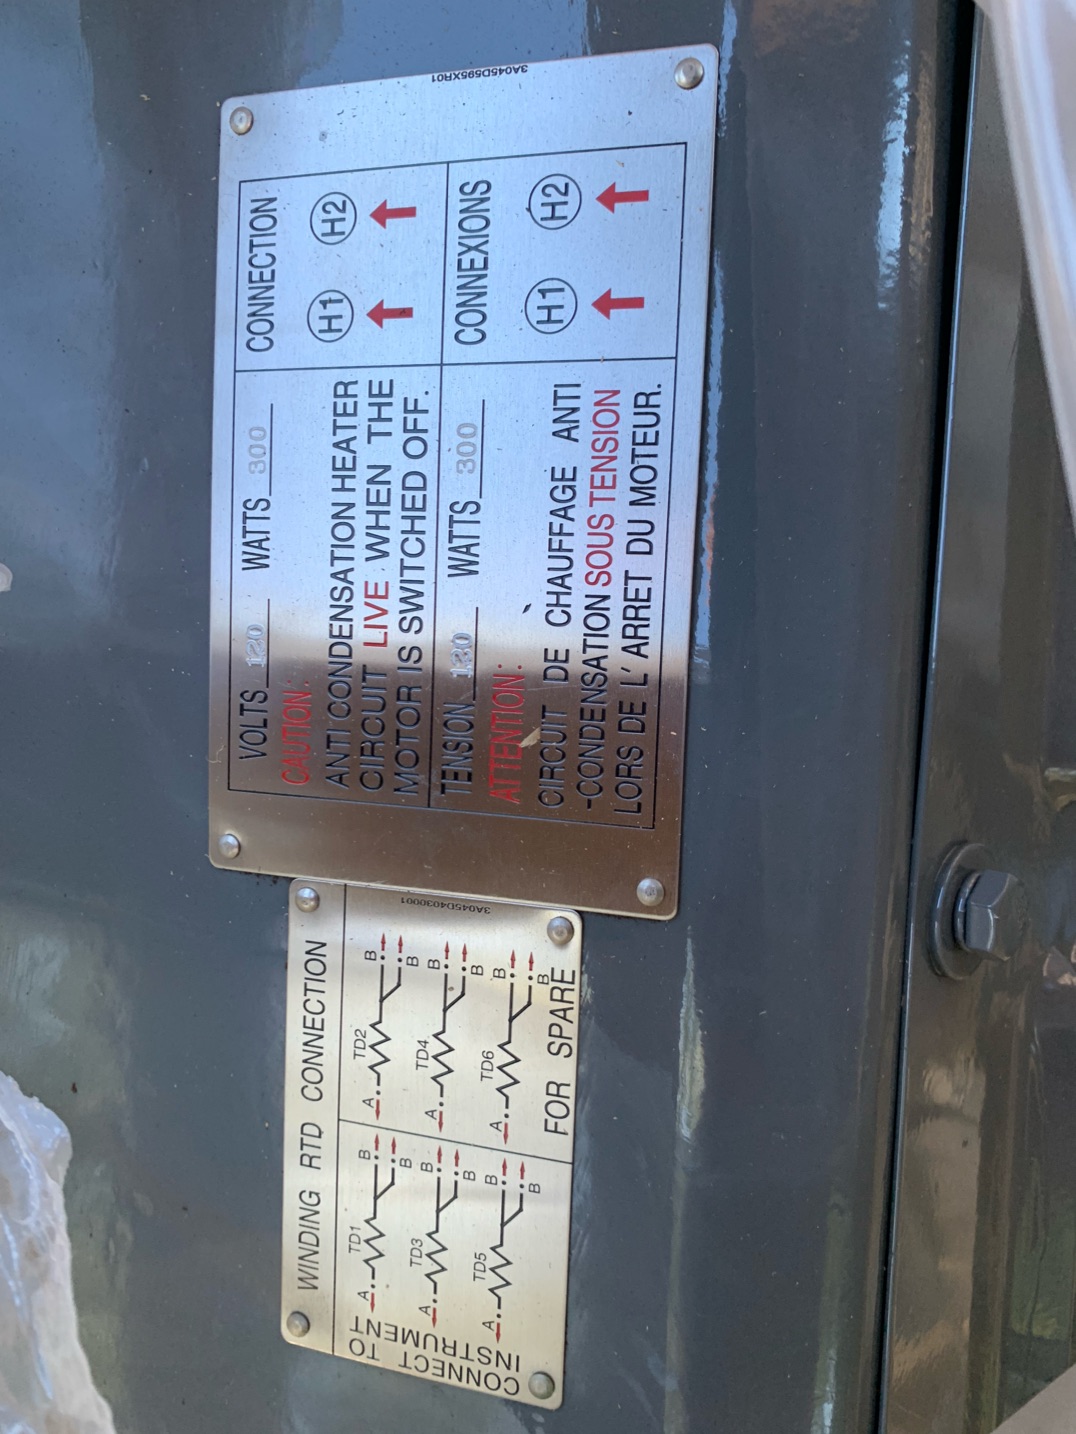 3A045D595XR01
VOLTS 120 WATTS 300
CAUTION:
ANTI CONDENSATION HEATER
CIRCUIT LIVE WHEN THE
MOTOR IS SWITCHED OFF.
CONNECTION
H1 H2
TENSION 120 WATTS 300
ATTENTION:
CIRCUIT DE CHAUFFAGE ANTI
-CONDENSATION SOUS TENSION
LORS DE L' ARRET DU MOTEUR.
CONNEXIONS
H1 H2
WINDING RTD CONNECTION
3A045D4030001
CONNECT TO
INSTRUMENT
A TD1 B
B
A TD3 B
B
A TD5 B
B
A TD2 B
B
A TD4 B
B
A TD6 B
B
FOR SPARE